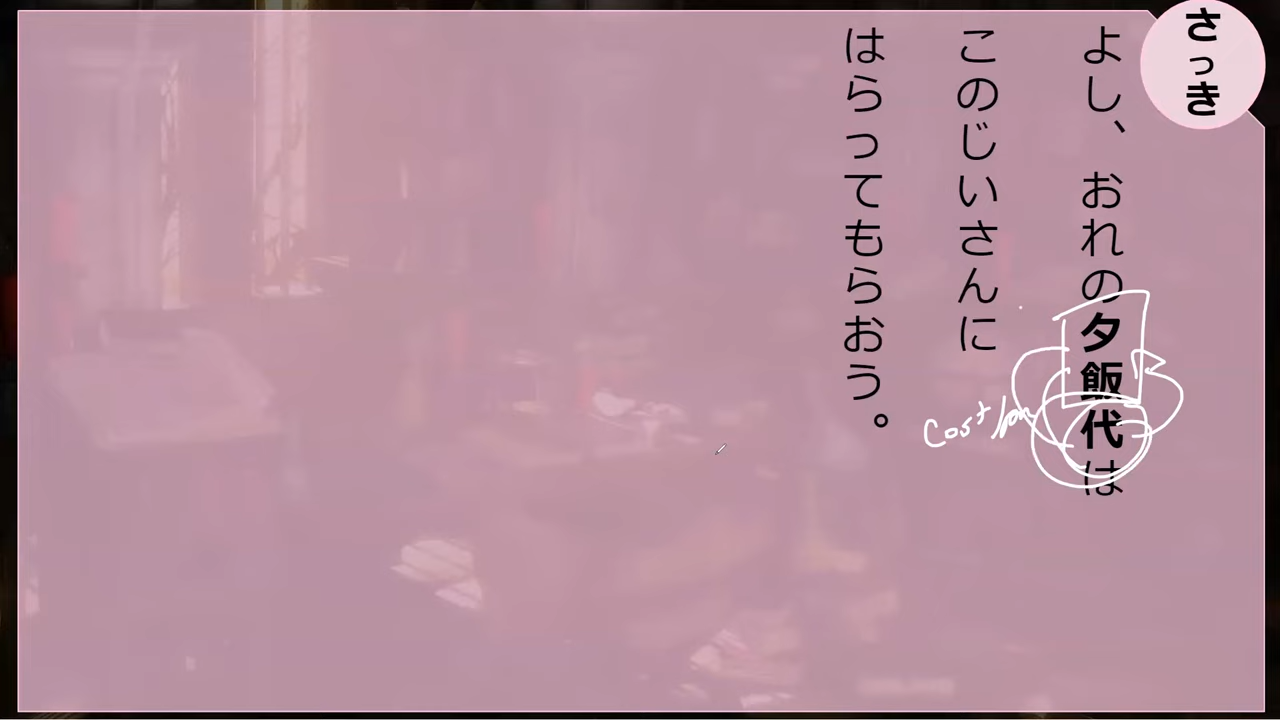 さっき
よし、おれの夕飯代は
このじいさんに
はらってもらおう。
Cost